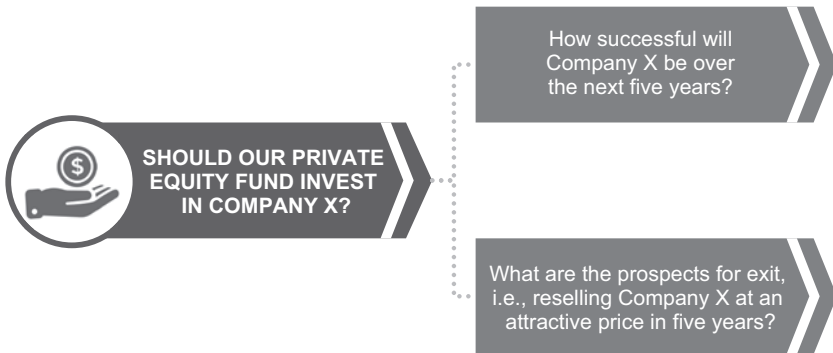 SHOULD OUR PRIVATE
EQUITY FUND INVEST
IN COMPANY X?
How successful will
Company X be over
the next five years?
What are the prospects for exit,
i.e., reselling Company X at an
attractive price in five years?
$